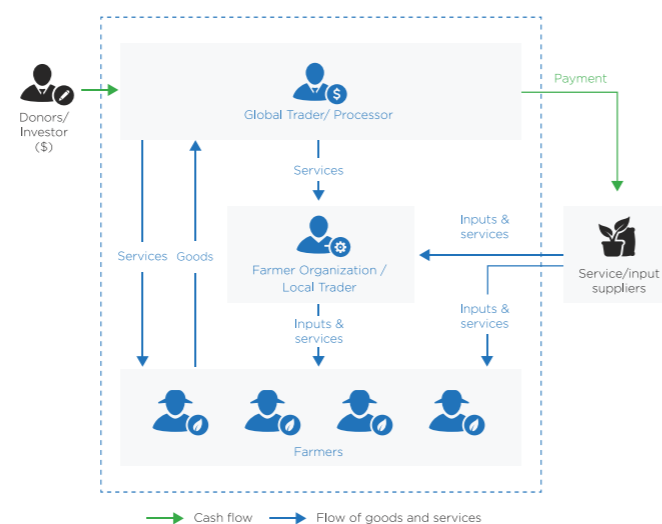 Payment
Donors/
Investor
($)
$
Global Trader/ Processor
Services
Services
Goods
Inputs &
services
Farmer Organization /
Local Trader
Service/input
suppliers
Inputs &
services
Inputs &
services
Farmers
Cash flow
Flow of goods and services